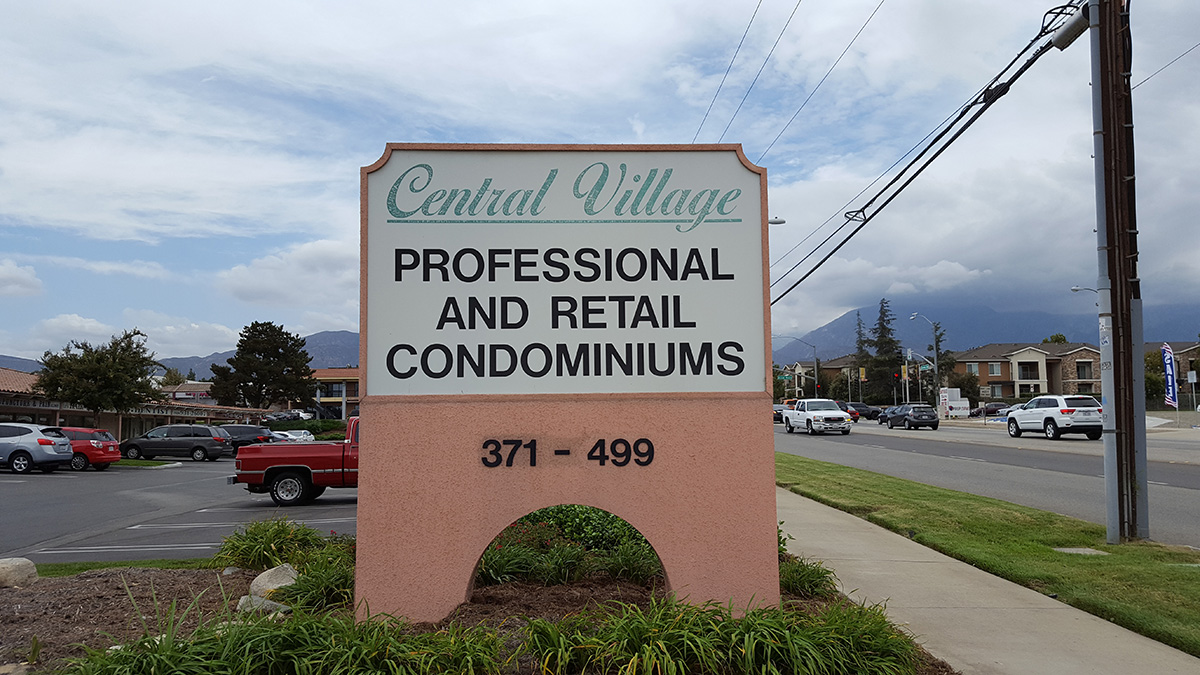 Central Village
PROFESSIONAL
AND RETAIL
CONDOMINIUMS
371 - 499